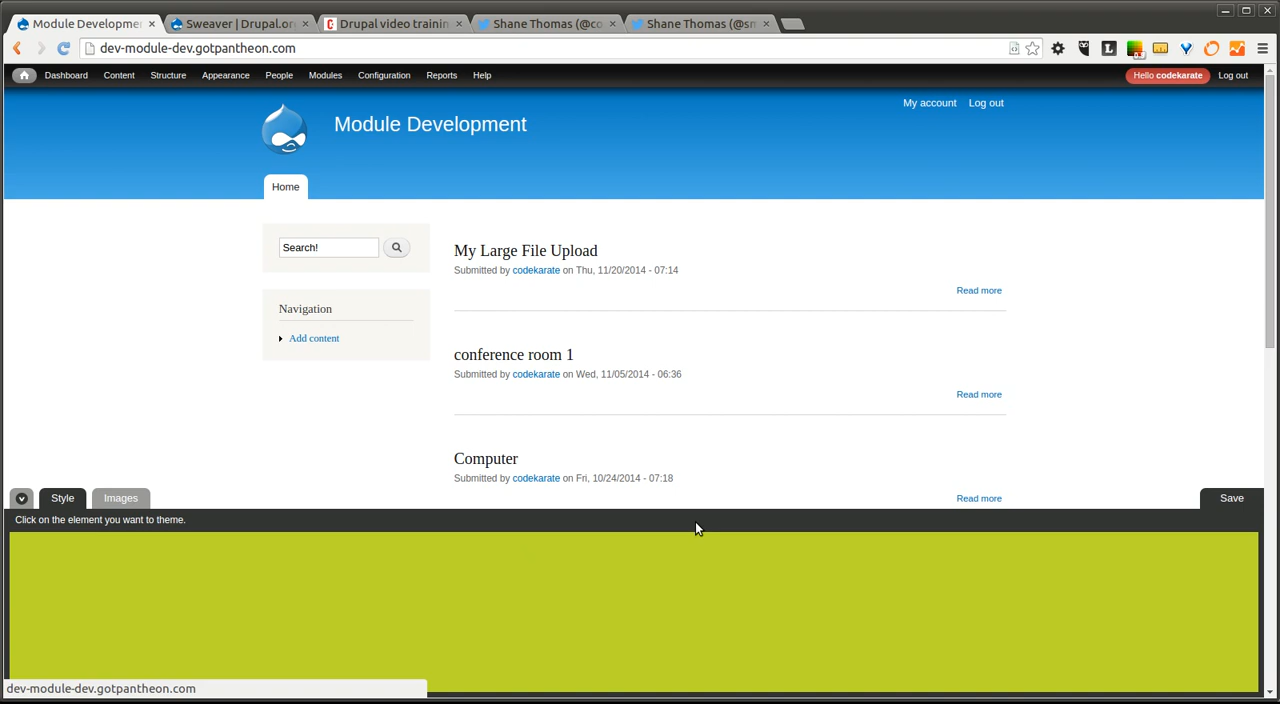 Module Developmen
Sweaver | Drupal.or
Drupal video trainin
Shane Thomas (@co
Shane Thomas (@sm
dev-module-dev.gotpantheon.com
Dashboard Content Structure Appearance People Modules Configuration Reports Help
Hello codekarate Log out
My account Log out
Module Development
Home
Search!
Navigation
Add content
My Large File Upload
Submitted by codekarate on Thu, 11/20/2014 - 07:14
Read more
conference room 1
Submitted by codekarate on Wed, 11/05/2014 - 06:36
Read more
Computer
Submitted by codekarate on Fri, 10/24/2014 - 07:18
Read more
Style Images Save
Click on the element you want to theme.
dev-module-dev.gotpantheon.com